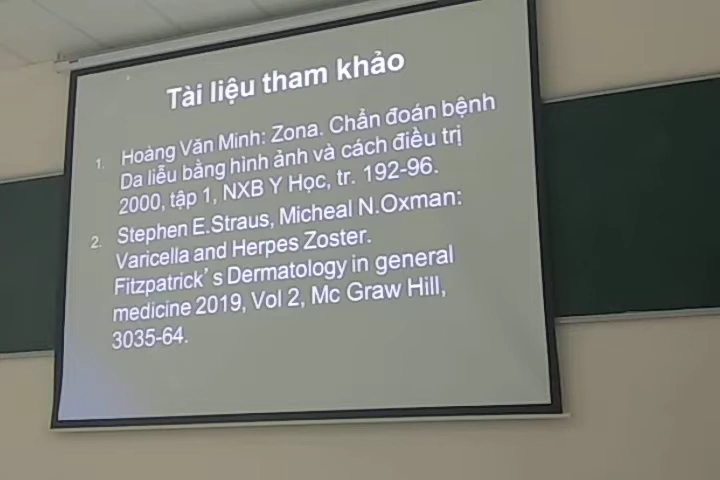 Tài liệu tham khảo
1. Hoàng Văn Minh: Zona. Chẩn đoán bệnh
Da liễu bằng hình ảnh và cách điều trị
2000, tập 1, NXB Y Học, tr. 192-96.
2. Stephen E.Straus, Micheal N.Oxman:
Varicella and Herpes Zoster.
Fitzpatrick’s Dermatology in general
medicine 2019, Vol 2, Mc Graw Hill,
3035-64.